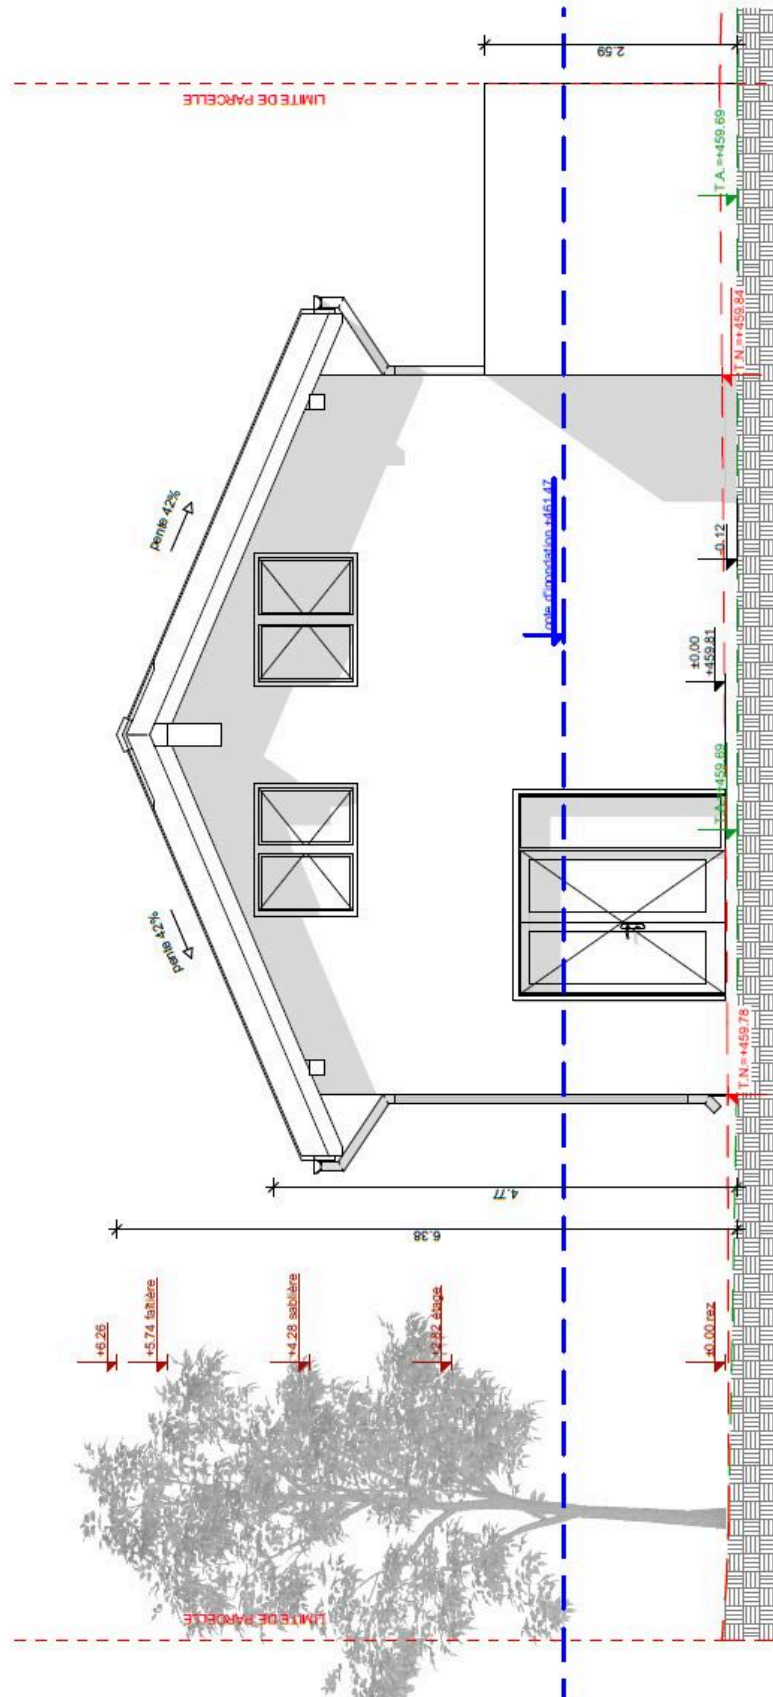 LIMITE DE PARCELLE
+6.26
+5.74 faîtière
+4.28 sablière
+2.82 étage
±0.00 rez
6.38
4.77
pente 42%
pente 42%
T.N.=+459.78
T.A.=+459.69
±0,00
+459.81
-0.12
cote d'inondation +461.47
T.N.=+459.84
T.A.=+459.69
LIMITE DE PARCELLE
2.59